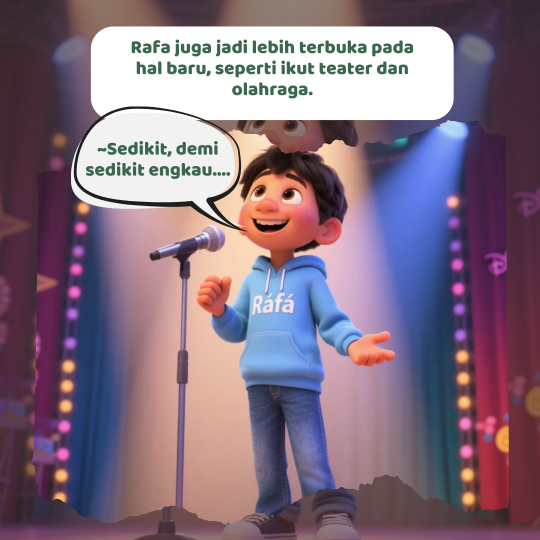 Rafa juga jadi lebih terbuka pada
hal baru, seperti ikut teater dan
olahraga.
~Sedikit, demi
sedikit engkau....
Ráfá